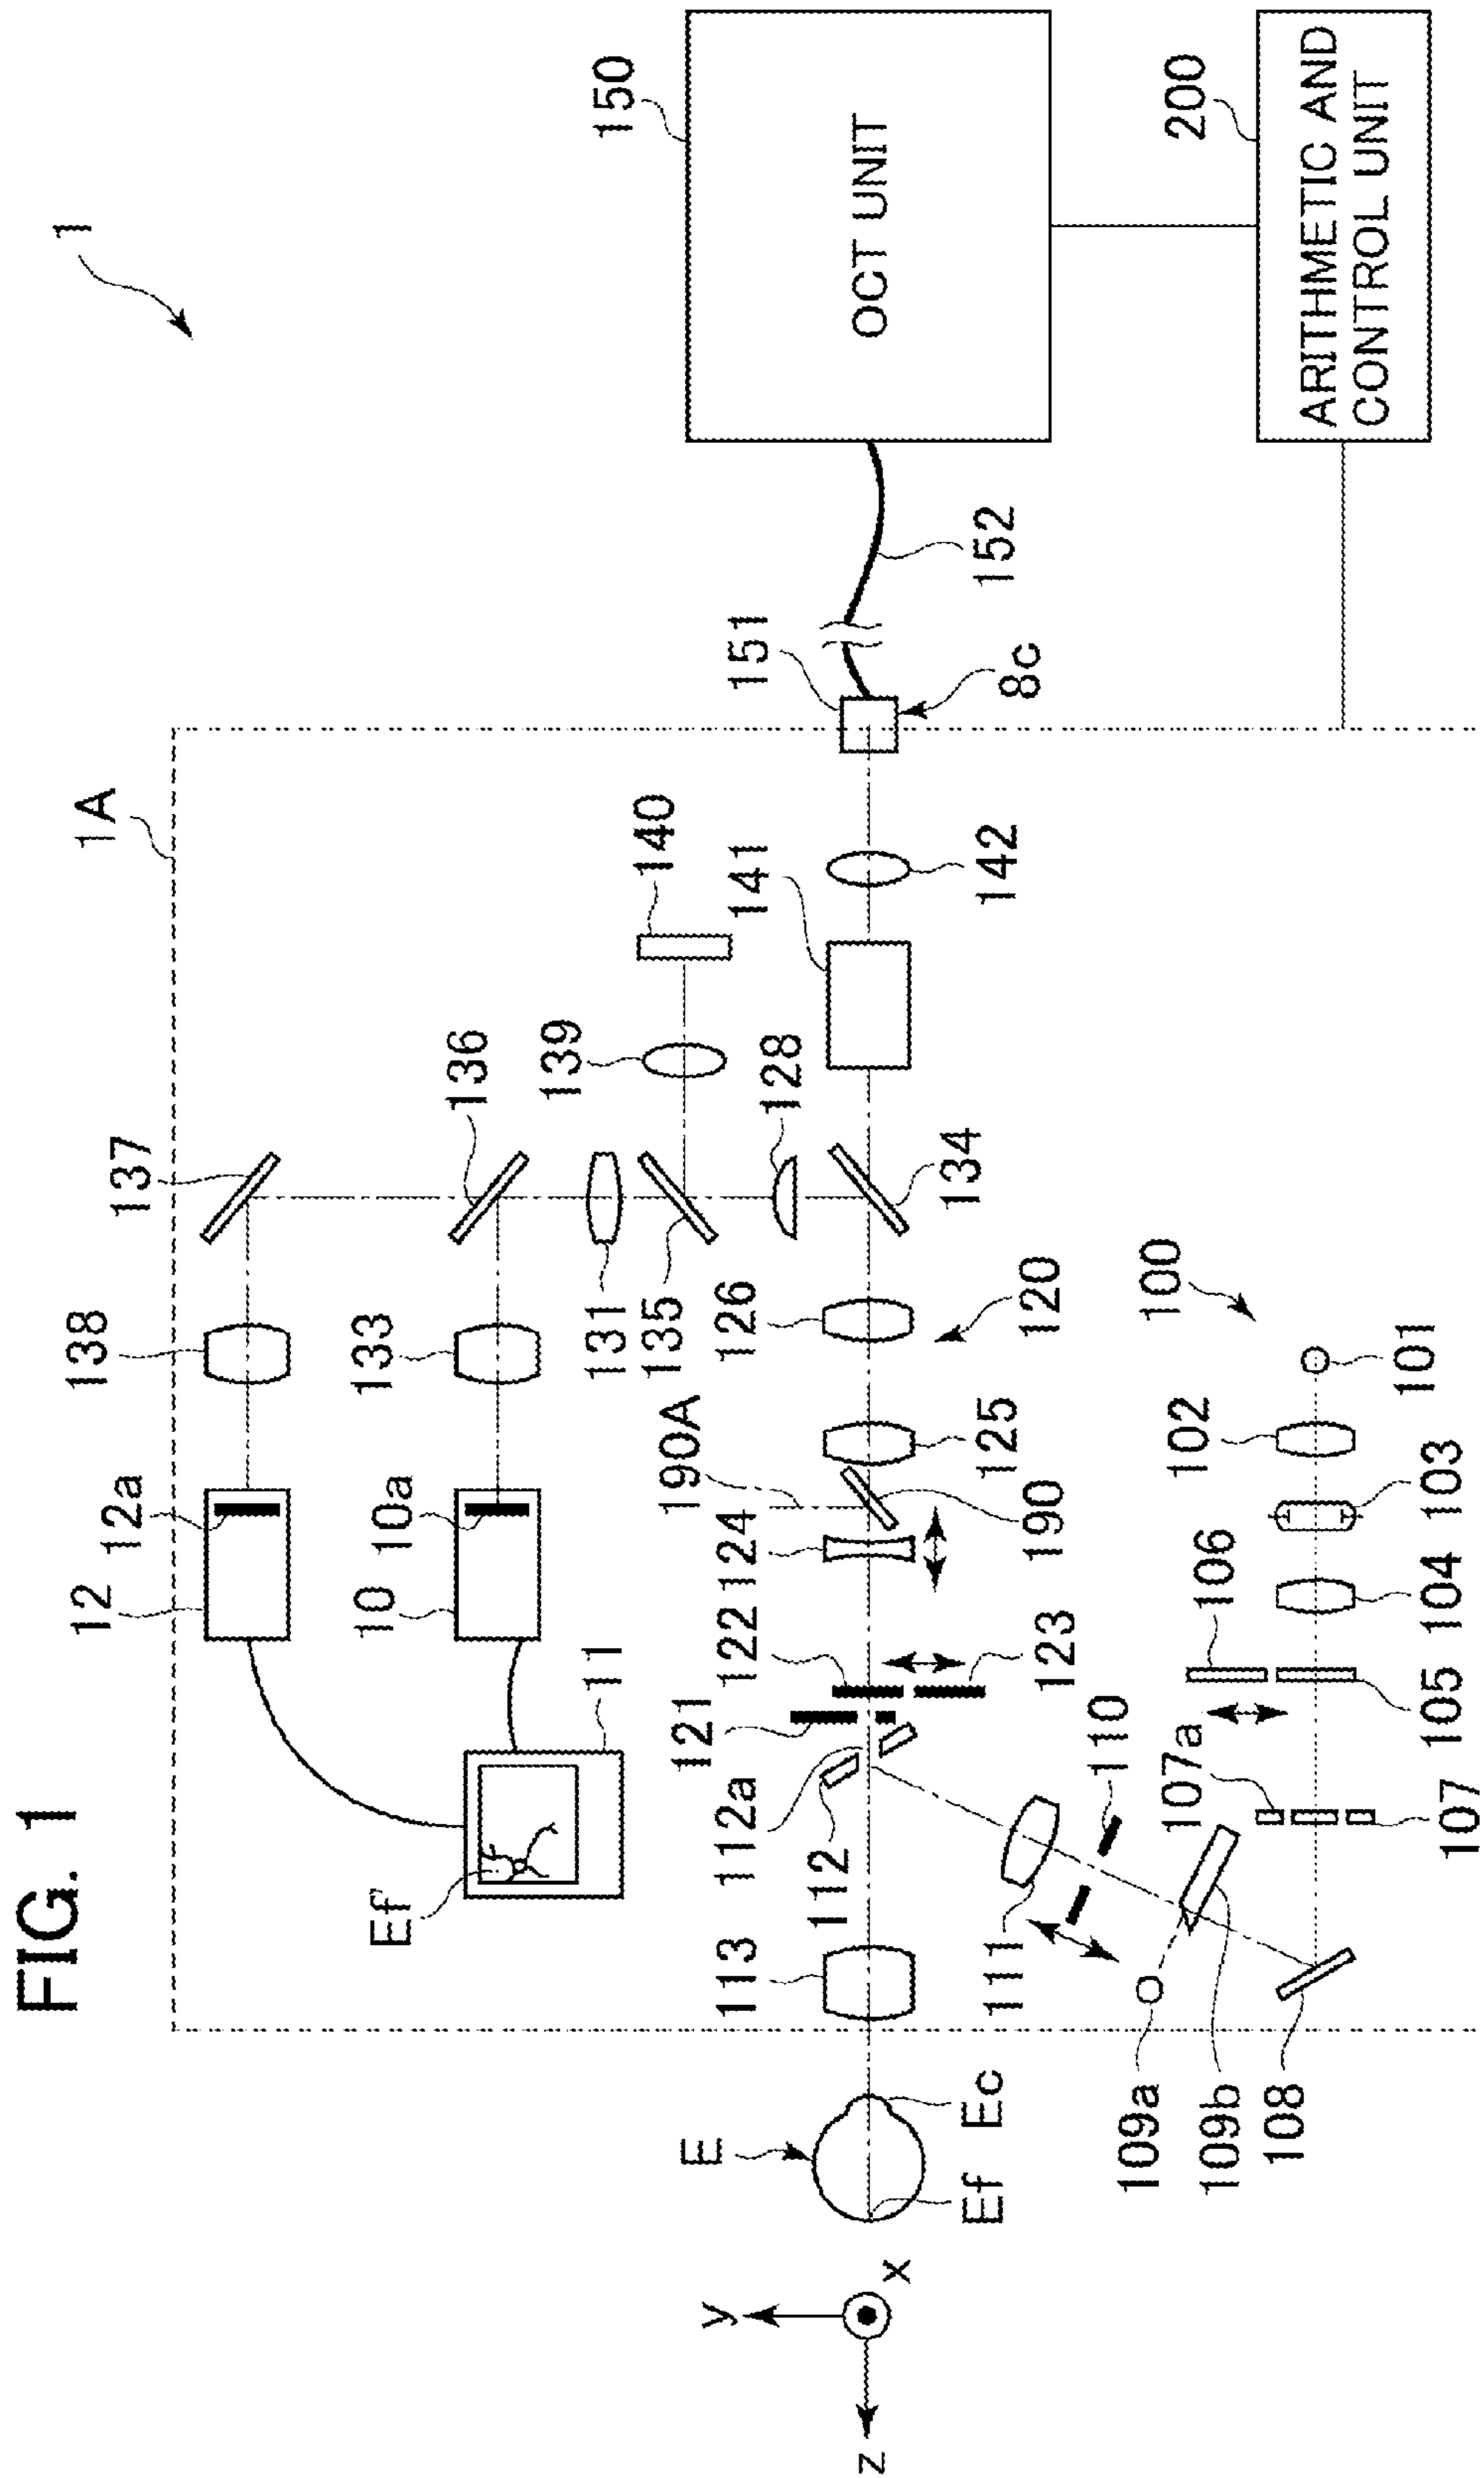 FIG. 1
1
1A
137
136
138
133
139
140
12
12a
10
10a
11
Ef'
131
135
128
141
142
151
8c
152
150
OCT UNIT
200
ARITHMETIC AND
CONTROL UNIT
134
126
120
190A
125
190
124
122
123
121
112a
112
113
111
110
E
Ec
Ef
100
101
102
103
104
106
105
107a
107
109a
109b
108
y
x
z